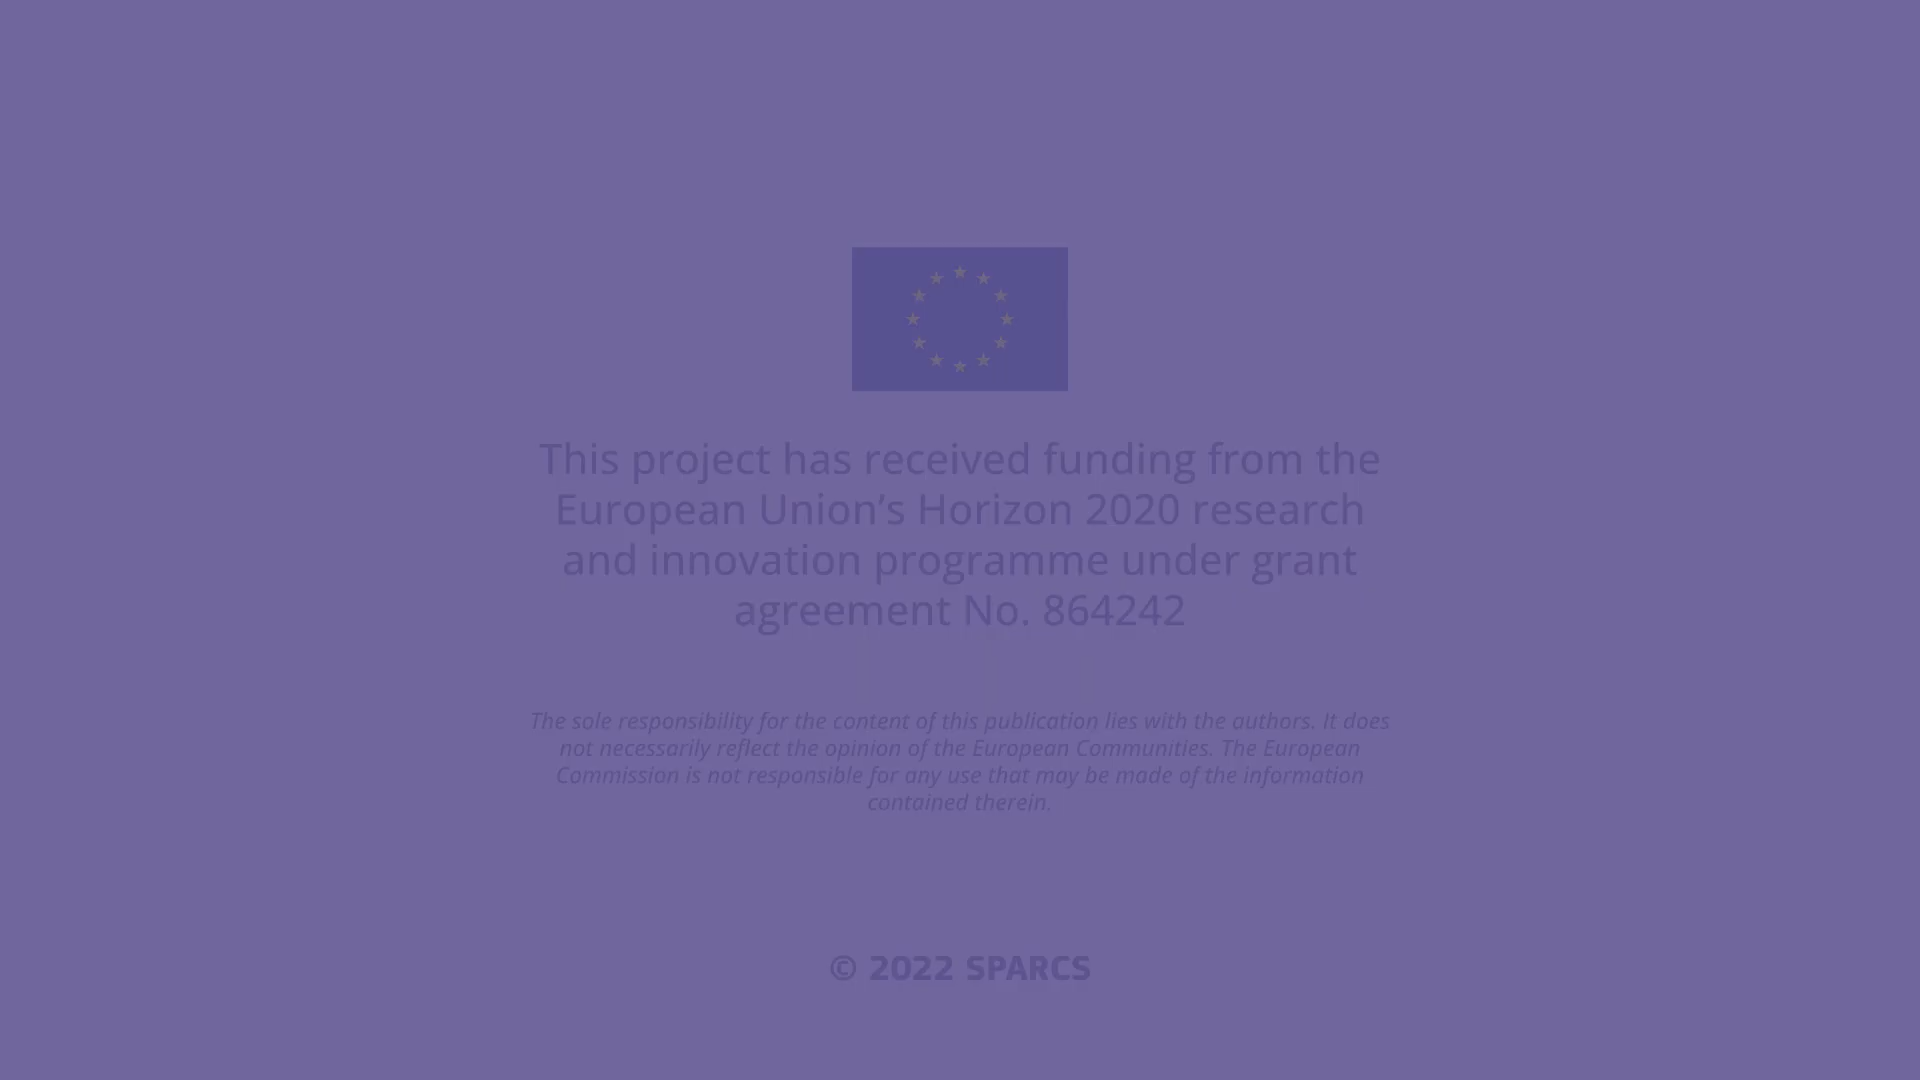 This project has received funding from the
European Union’s Horizon 2020 research
and innovation programme under grant
agreement No. 864242
The sole responsibility for the content of this publication lies with the authors. It does
not necessarily reflect the opinion of the European Communities. The European
Commission is not responsible for any use that may be made of the information
contained therein.
© 2022 SPARCS